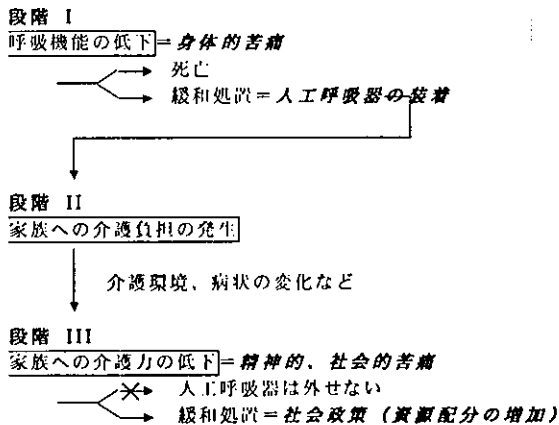 段階 I
呼吸機能の低下＝身体的苦痛
死亡
緩和処置＝人工呼吸器の装着
段階 II
家族への介護負担の発生
介護環境、病状の変化など
段階 III
家族への介護力の低下＝精神的、社会的苦痛
人工呼吸器は外せない
緩和処置＝社会政策（資源配分の増加）